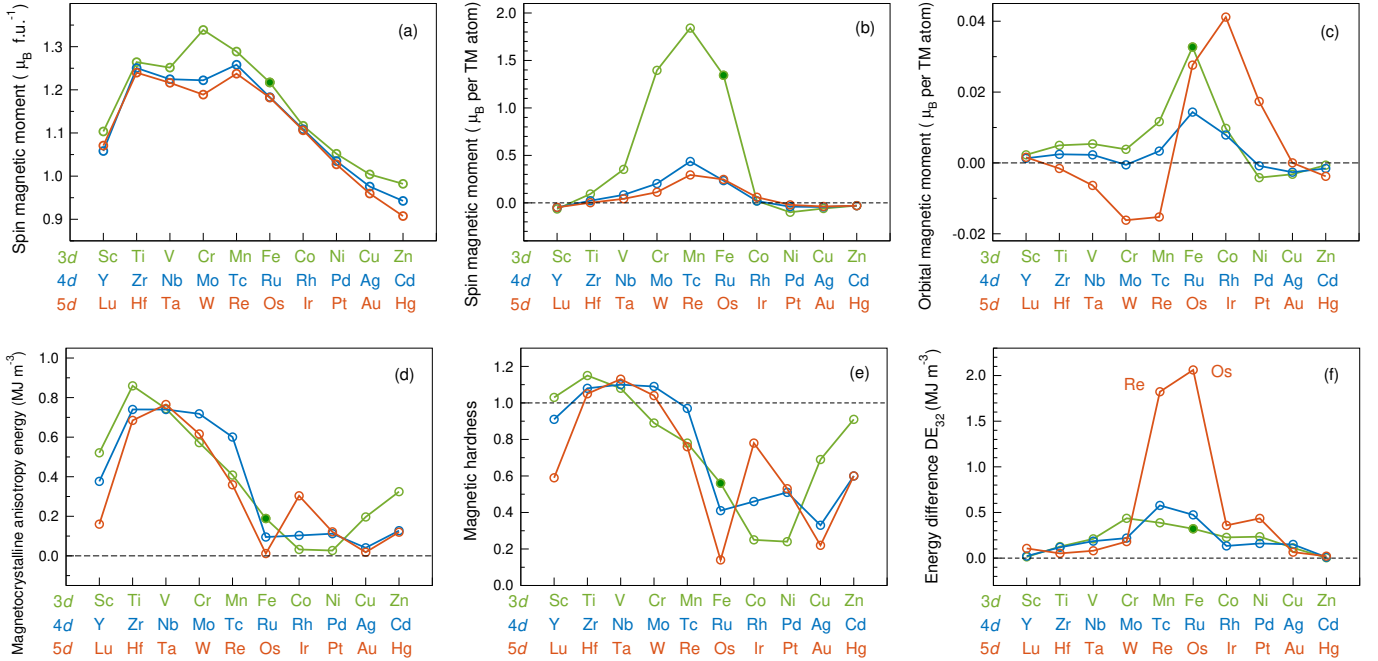 Spin magnetic moment ( μB f.u.⁻¹)
1.3
1.2
1.1
1.0
0.9
(a)
3d Sc Ti V Cr Mn Fe Co Ni Cu Zn
4d Y Zr Nb Mo Tc Ru Rh Pd Ag Cd
5d Lu Hf Ta W Re Os Ir Pt Au Hg
Spin magnetic moment ( μB per TM atom)
2.0
1.5
1.0
0.5
0.0
(b)
Sc Ti V Cr Mn Fe Co Ni Cu Zn
Y Zr Nb Mo Tc Ru Rh Pd Ag Cd
Lu Hf Ta W Re Os Ir Pt Au Hg
Orbital magnetic moment ( μB per TM atom)
0.04
0.02
0.00
-0.02
(c)
3d Sc Ti V Cr Mn Fe Co Ni Cu Zn
4d Y Zr Nb Mo Tc Ru Rh Pd Ag Cd
5d Lu Hf Ta W Re Os Ir Pt Au Hg
Magnetocrystalline anisotropy energy (MJ m⁻³)
1.0
0.8
0.6
0.4
0.2
0.0
(d)
3d Sc Ti V Cr Mn Fe Co Ni Cu Zn
4d Y Zr Nb Mo Tc Ru Rh Pd Ag Cd
5d Lu Hf Ta W Re Os Ir Pt Au Hg
Magnetic hardness
1.2
1.0
0.8
0.6
0.4
0.2
0.0
(e)
3d Sc Ti V Cr Mn Fe Co Ni Cu Zn
4d Y Zr Nb Mo Tc Ru Rh Pd Ag Cd
5d Lu Hf Ta W Re Os Ir Pt Au Hg
Energy difference DE32 (MJ m⁻³)
2.0
1.5
1.0
0.5
0.0
Re
Os
(f)
3d Sc Ti V Cr Mn Fe Co Ni Cu Zn
4d Y Zr Nb Mo Tc Ru Rh Pd Ag Cd
5d Lu Hf Ta W Re Os Ir Pt Au Hg